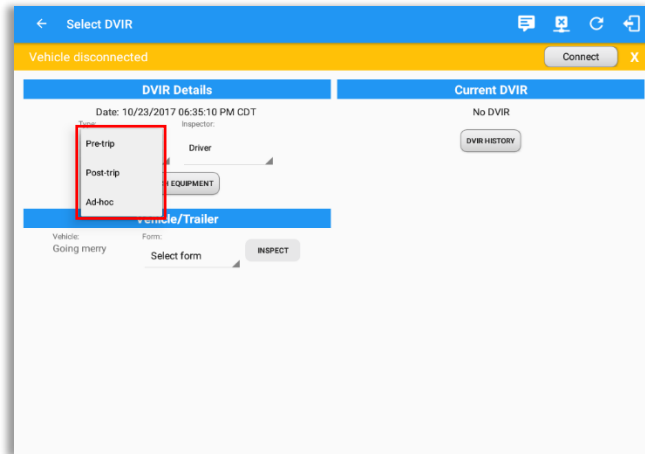 Select DVIR
Vehicle disconnected
Connect
X
DVIR Details
Date: 10/23/2017 06:35:10 PM CDT
Type:
Inspector:
Pre-trip
Post-trip
Ad-hoc
Driver
EQUIPMENT
Vehicle/Trailer
Vehicle:
Form:
Going merry
Select form
INSPECT
Current DVIR
No DVIR
DVIR HISTORY